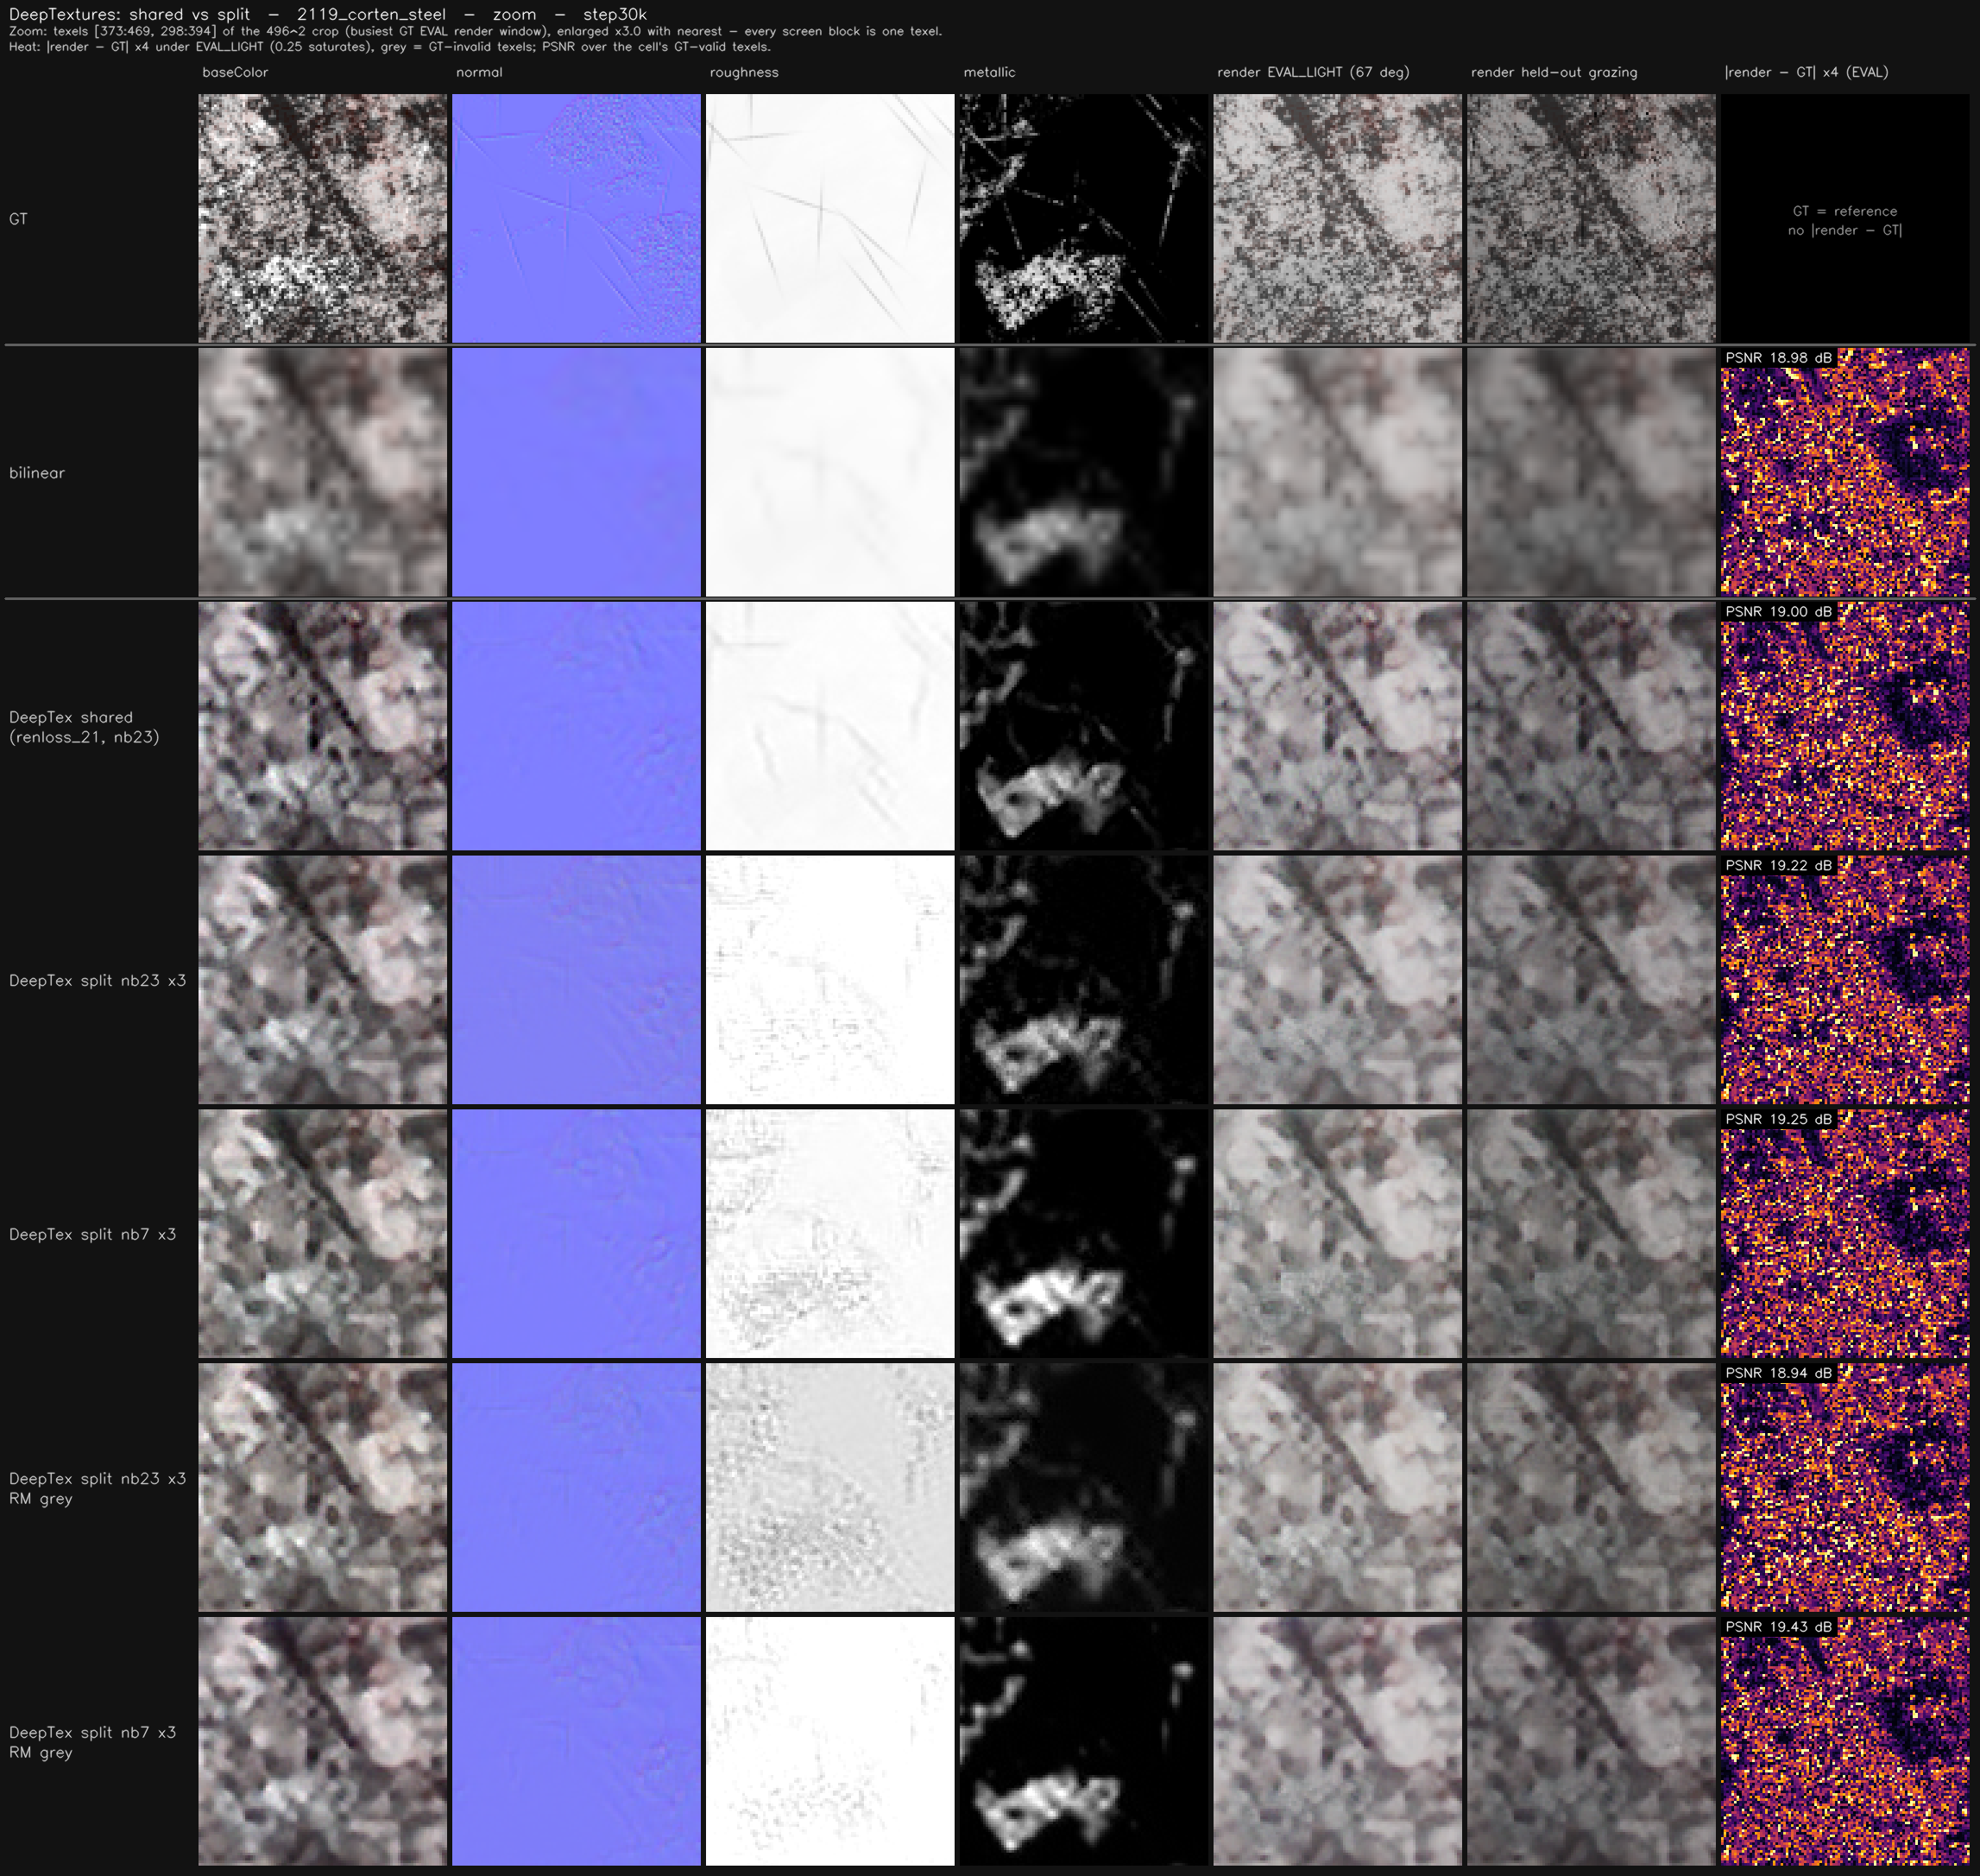 DeepTextures: shared vs split — 2119_corten_steel — zoom — step30k
Zoom: texels [373:469, 298:394] of the 496^2 crop (busiest GT EVAL render window), enlarged x3.0 with nearest — every screen block is one texel.
Heat: |render − GT| x4 under EVAL_LIGHT (0.25 saturates), grey = GT-invalid texels; PSNR over the cell's GT-valid texels.
baseColor normal roughness metallic render EVAL_LIGHT (67 deg) render held-out grazing |render − GT| x4 (EVAL)
GT
GT = reference
no |render − GT|
bilinear
PSNR 18.98 dB
DeepTex shared
(renloss_21, nb23)
PSNR 19.00 dB
DeepTex split nb23 x3
PSNR 19.22 dB
DeepTex split nb7 x3
PSNR 19.25 dB
DeepTex split nb23 x3
RM grey
PSNR 18.94 dB
DeepTex split nb7 x3
RM grey
PSNR 19.43 dB